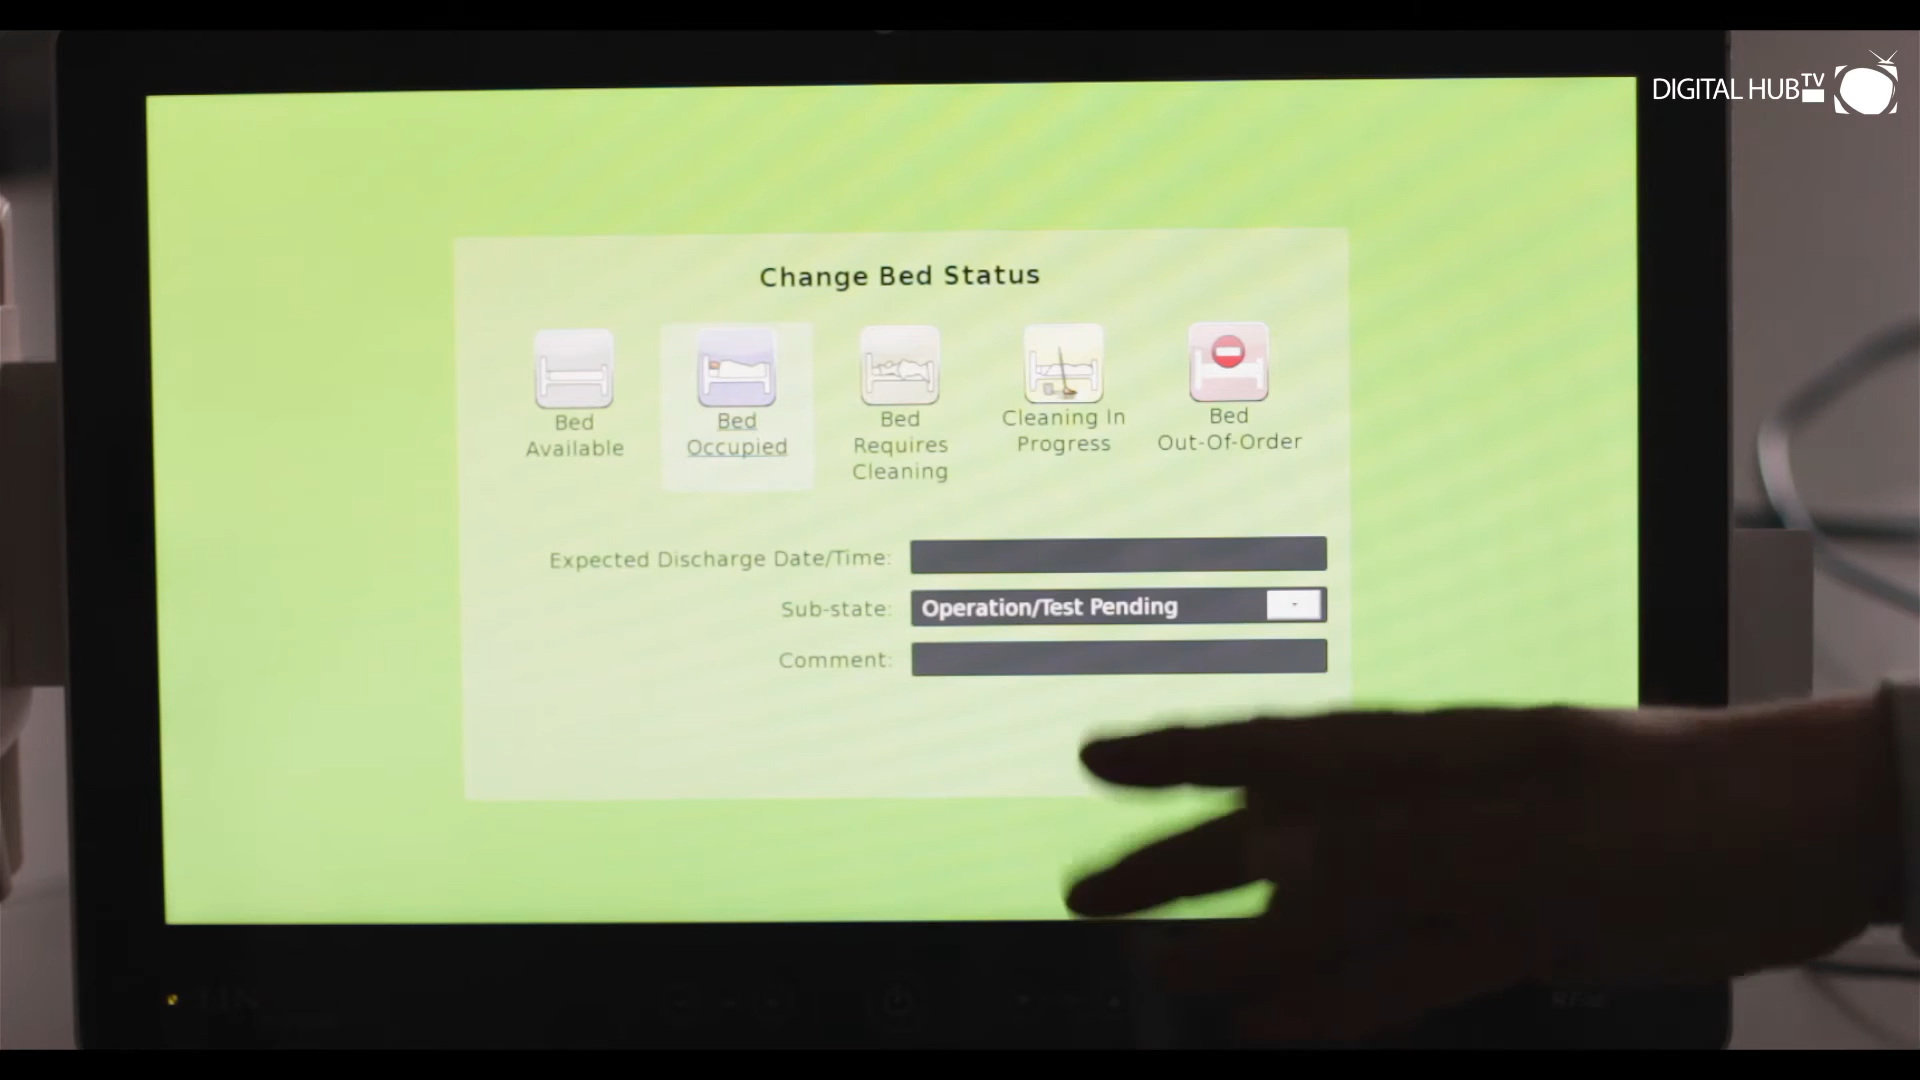 DIGITAL HUB TV
Change Bed Status
Bed
Available
Bed
Occupied
Bed
Requires
Cleaning
Cleaning In
Progress
Bed
Out-Of-Order
Expected Discharge Date/Time:
Sub-state:
Operation/Test Pending
Comment: